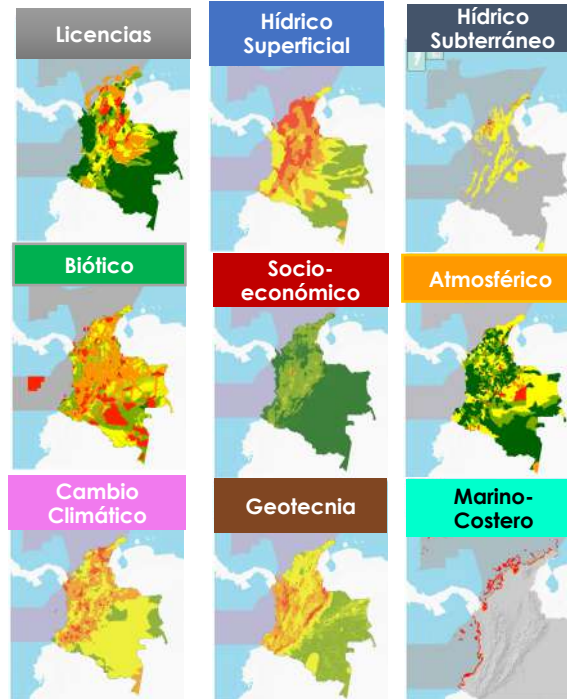 Licencias
Hídrico
Superficial
Hídrico
Subterráneo
Biótico
Socio-
económico
Atmosférico
Cambio
Climático
Geotecnia
Marino-
Costero